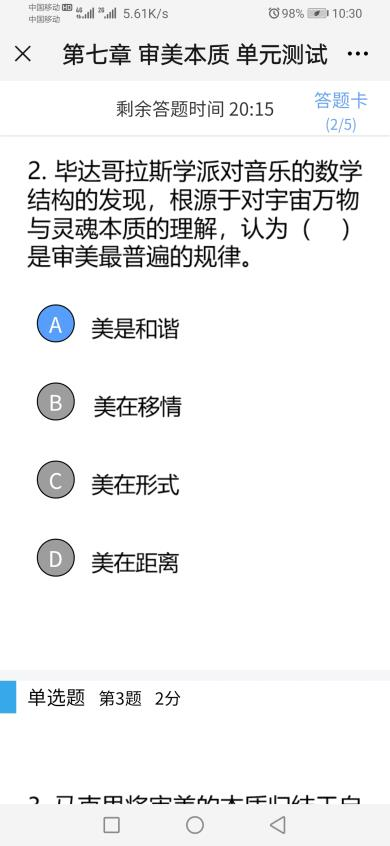 中国移动 HD 4G 2G 5.61K/s 98% 10:30
中国移动
第七章 审美本质 单元测试
剩余答题时间 20:15 答题卡
(2/5)
2. 毕达哥拉斯学派对音乐的数学
结构的发现，根源于对宇宙万物
与灵魂本质的理解，认为（　）
是审美最普遍的规律。
A 美是和谐
B 美在移情
C 美在形式
D 美在距离
单选题 第3题 2分